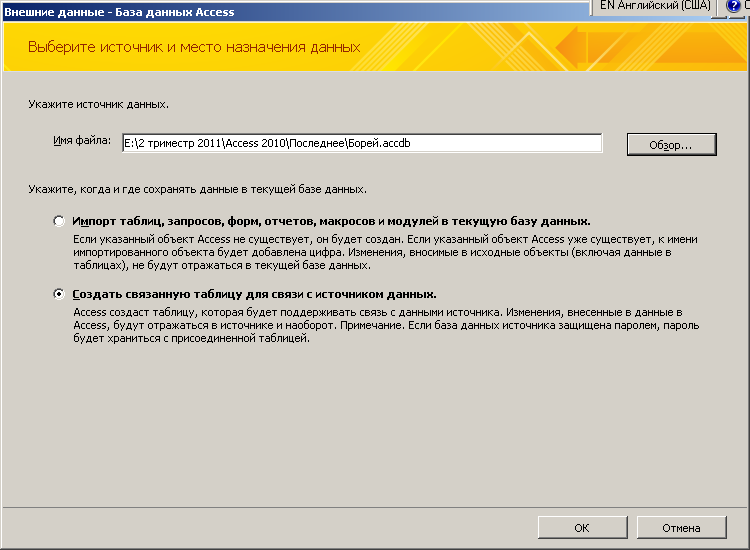 Внешние данные - База данных Access
EN Английский (США)
Выберите источник и место назначения данных
Укажите источник данных.
Имя файла:
E:\2 триместр 2011\Access 2010\Последнее\Борей.accdb
Обзор...
Укажите, когда и где сохранять данные в текущей базе данных.
Импорт таблиц, запросов, форм, отчетов, макросов и модулей в текущую базу данных.
Если указанный объект Access не существует, он будет создан. Если указанный объект Access уже существует, к имени
импортированного объекта будет добавлена цифра. Изменения, вносимые в исходные объекты (включая данные в
таблицах), не будут отражаться в текущей базе данных.
Создать связанную таблицу для связи с источником данных.
Access создаст таблицу, которая будет поддерживать связь с данными источника. Изменения, внесенные в данные в
Access, будут отражаться в источнике и наоборот. Примечание. Если база данных источника защищена паролем, пароль
будет храниться с присоединенной таблицей.
ОК
Отмена